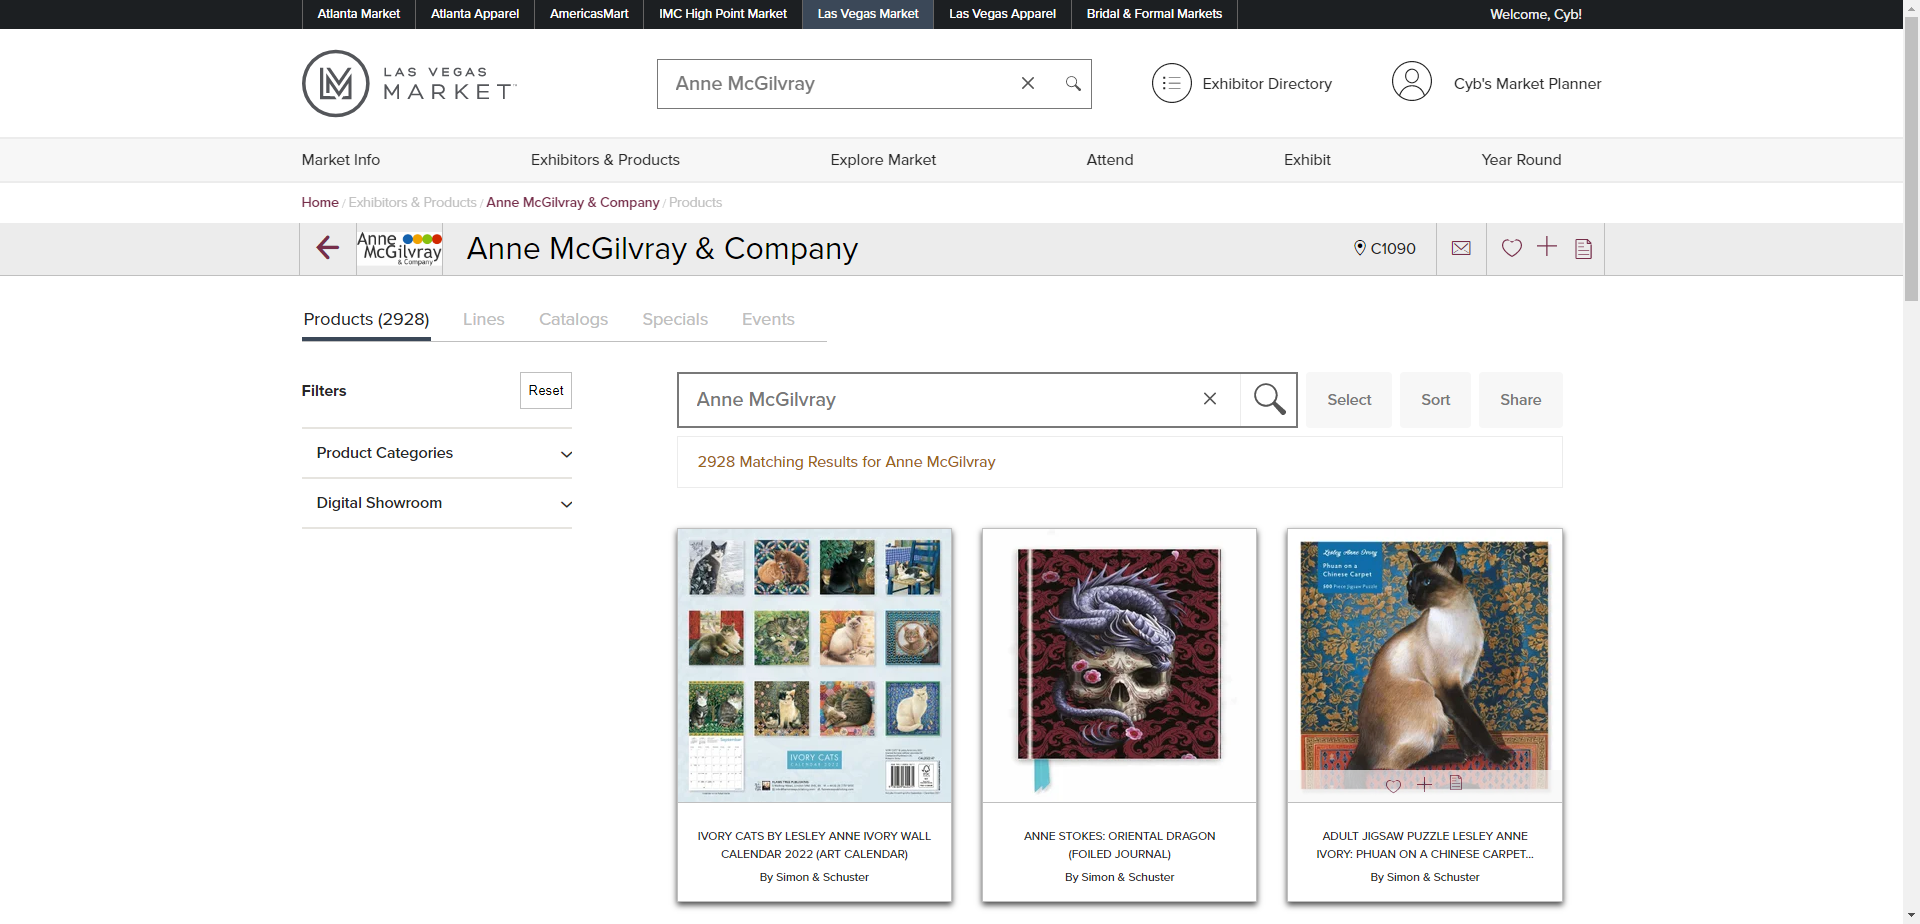 Atlanta Market
Atlanta Apparel
AmericasMart
IMC High Point Market
Las Vegas Market
Las Vegas Apparel
Bridal & Formal Markets
Welcome, Cyb!
LAS VEGAS
MARKET
Anne McGilvray
Exhibitor Directory
Cyb's Market Planner
Market Info
Exhibitors & Products
Explore Market
Attend
Exhibit
Year Round
Home / Exhibitors & Products / Anne McGilvray & Company / Products
Anne
McGilvray
& Company
Anne McGilvray & Company
C1090
Products (2928)
Lines
Catalogs
Specials
Events
Filters
Reset
Product Categories
Digital Showroom
Anne McGilvray
Select
Sort
Share
2928 Matching Results for Anne McGilvray
IVORY CATS
CALENDAR 2022
IVORY CATS BY LESLEY ANNE IVORY WALL
CALENDAR 2022 (ART CALENDAR)
By Simon & Schuster
ANNE STOKES: ORIENTAL DRAGON
(FOILED JOURNAL)
By Simon & Schuster
Lesley Anne Ivory
Phuan on a
Chinese Carpet
500 Piece Jigsaw Puzzle
ADULT JIGSAW PUZZLE LESLEY ANNE
IVORY: PHUAN ON A CHINESE CARPET...
By Simon & Schuster